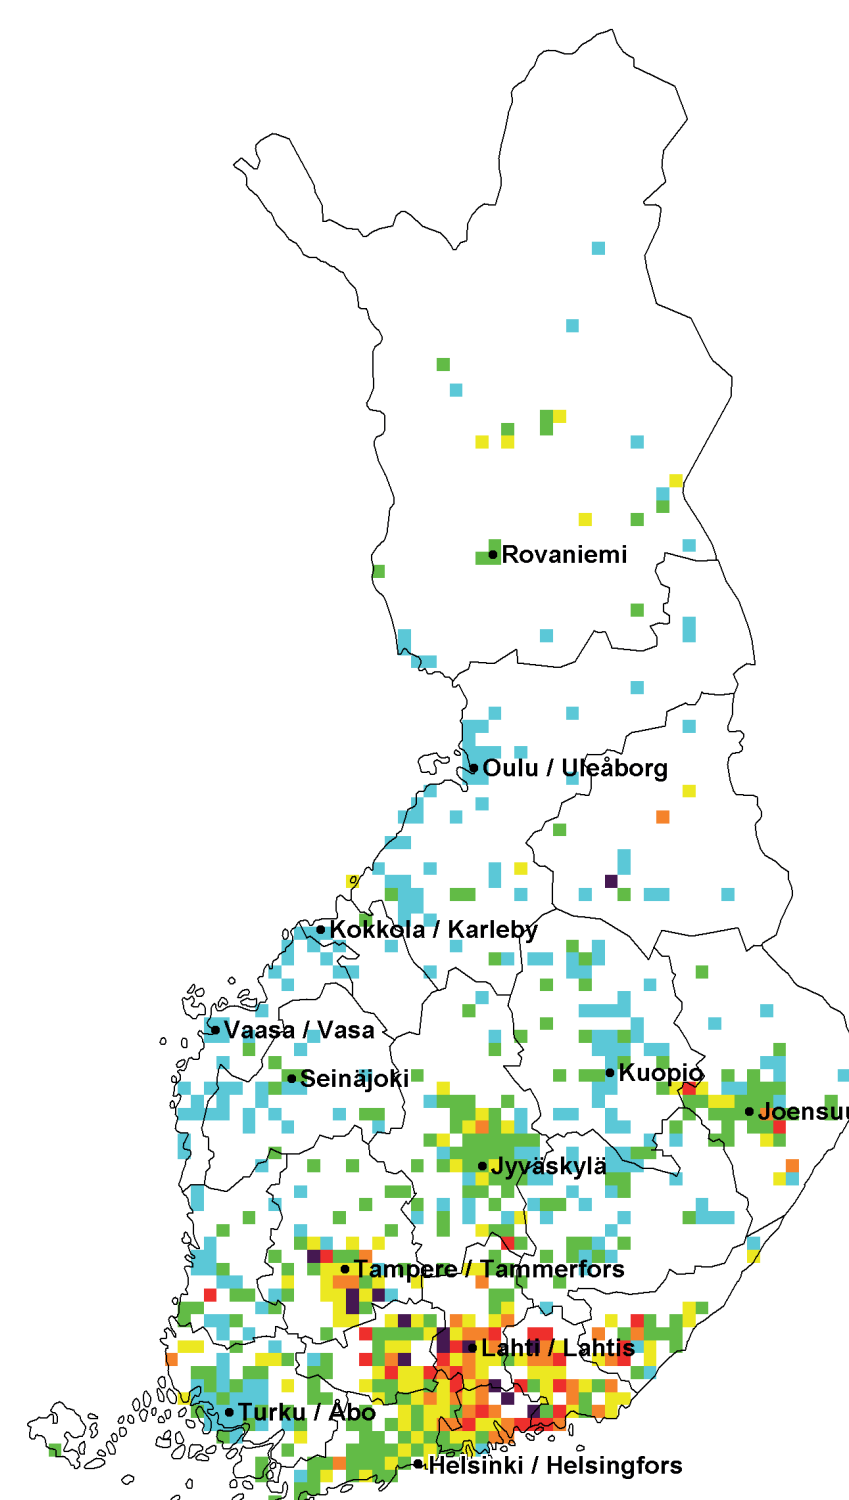 Rovaniemi
Oulu / Uleåborg
Kokkola / Karleby
Vaasa / Vasa
Kuopio
Seinäjoki
Joensuu
Jyväskylä
Tampere / Tammerfors
Lahti / Lahtis
Turku / Åbo
Helsinki / Helsingfors